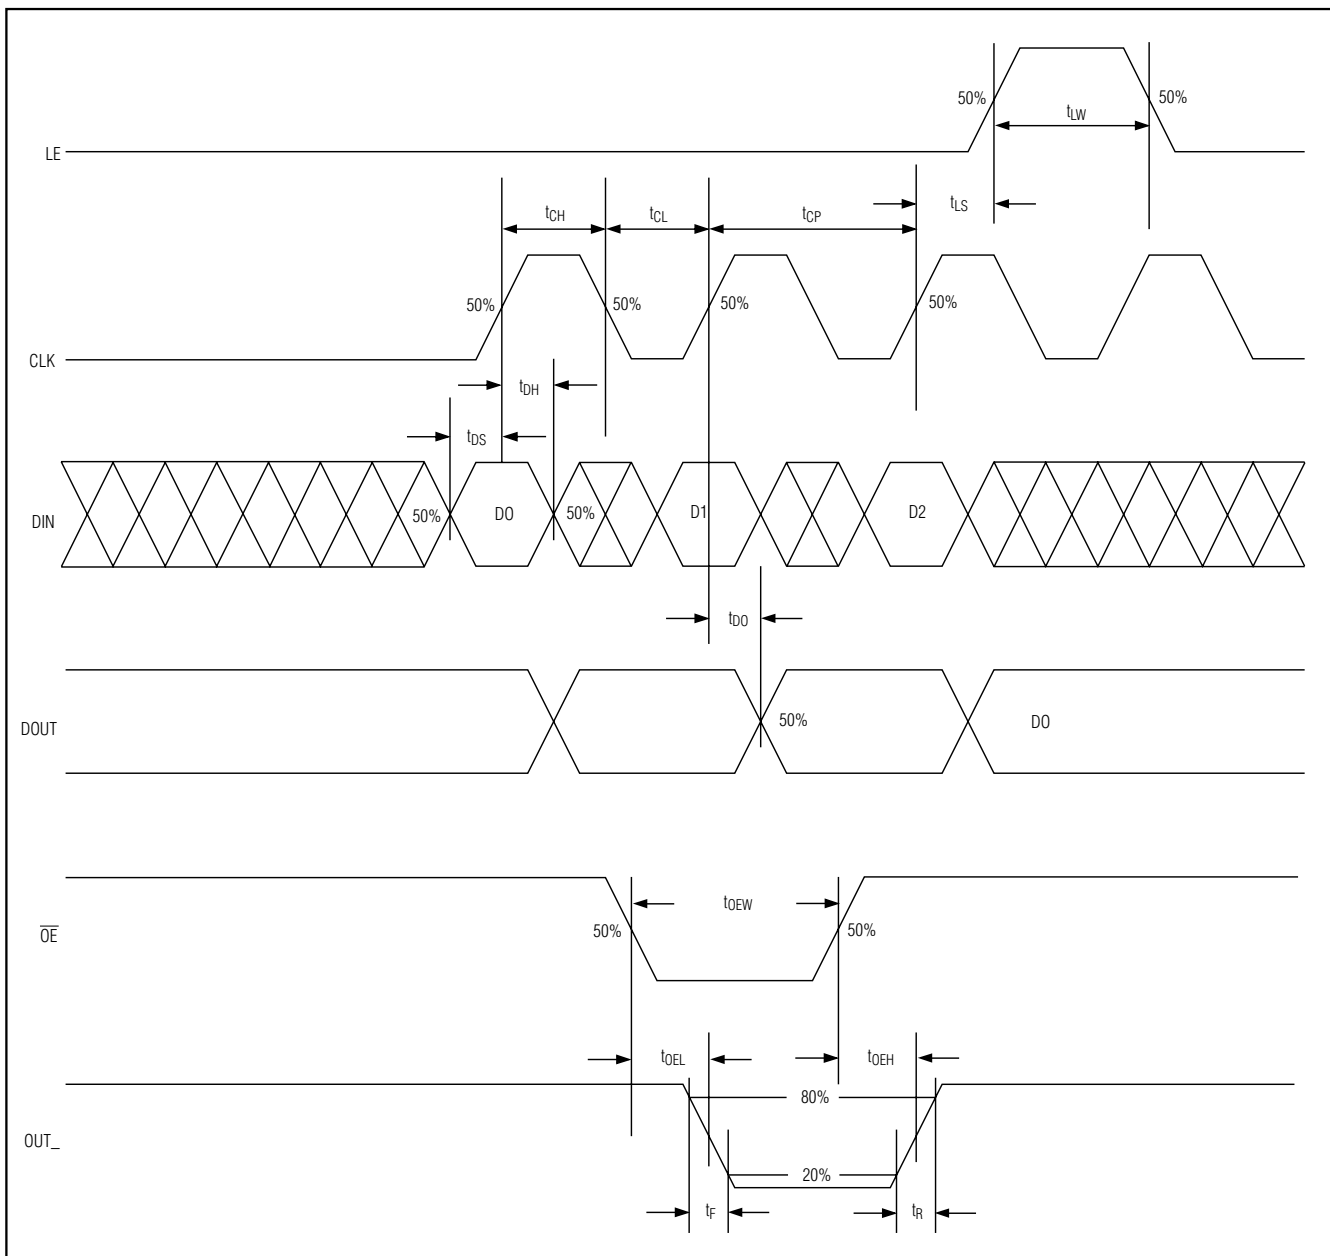 50%
50%
tLW
LE
tLS
tCH
tCL
tCP
50%
50%
50%
50%
CLK
tDH
tDS
DIN
50%
D0
50%
D1
D2
tDO
DOUT
50%
D0
tOEW
OE
50%
50%
tOEL
tOEH
80%
OUT_
20%
tF
tR